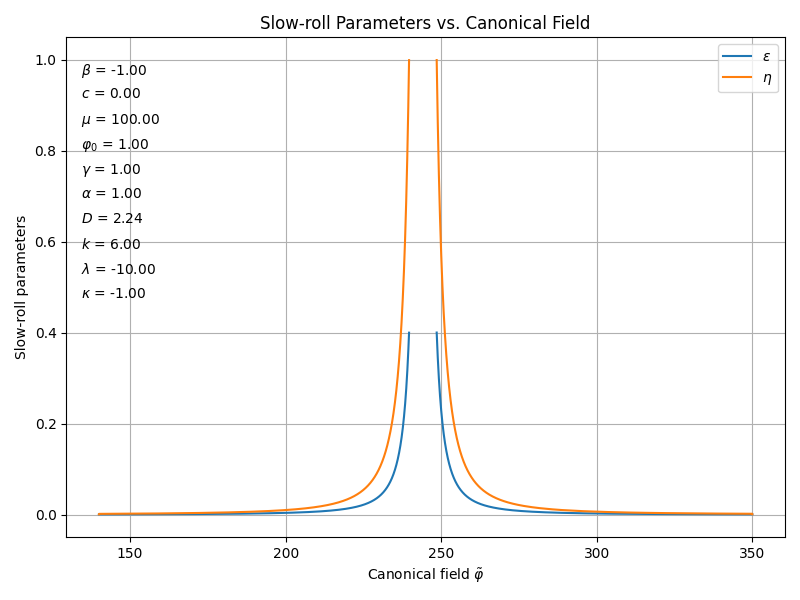 Slow-roll Parameters vs. Canonical Field
Slow-roll parameters
1.0
0.8
0.6
0.4
0.2
0.0
β = -1.00
c = 0.00
μ = 100.00
φ₀ = 1.00
γ = 1.00
α = 1.00
D = 2.24
k = 6.00
λ = -10.00
κ = -1.00
ε
η
150 200 250 300 350
Canonical field φ̃